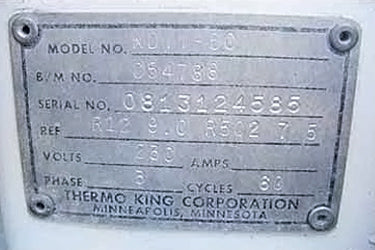 MODEL NO.
B/M NO. 054788
SERIAL NO. 0813124585
REF R12 9.0 R502 7.5
VOLTS 230 AMPS
PHASE 3 CYCLES 60
THERMO KING CORPORATION
MINNEAPOLIS, MINNESOTA